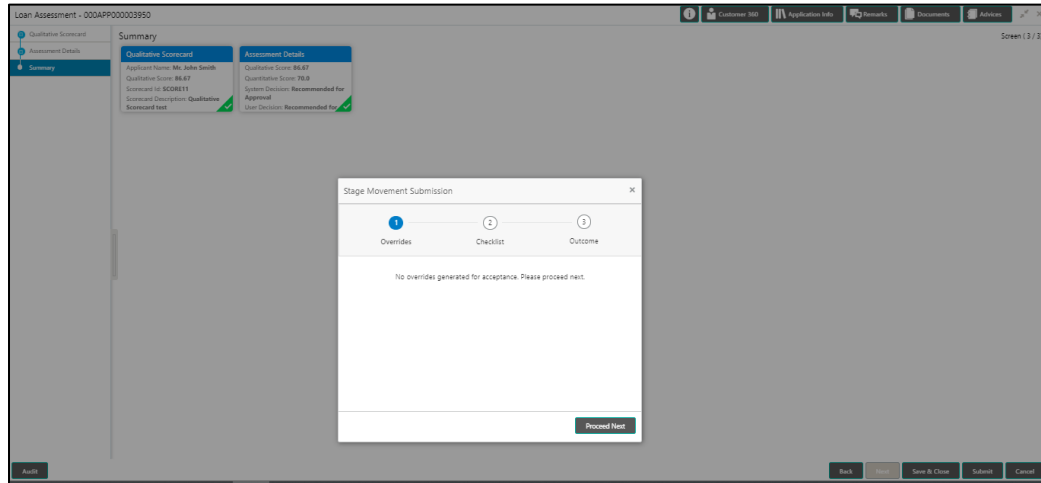 Loan Assessment - 000APP000003950
Customer 360
Application Info
Remarks
Documents
Advices
Qualitative Scorecard
Assessment Details
Summary
Summary
Screen ( 3 / 3
Qualitative Scorecard
Applicant Name: Mr. John Smith
Qualitative Score: 86.67
Scorecard Id: SCORE11
Scorecard Description: Qualitative
Scorecard test
Assessment Details
Qualitative Score: 86.67
Quantitative Score: 70.0
System Decision: Recommended for
Approval
User Decision: Recommended for
Stage Movement Submission
1
2
3
Overrides
Checklist
Outcome
No overrides generated for acceptance. Please proceed next.
Proceed Next
Audit
Back
Next
Save & Close
Submit
Cancel